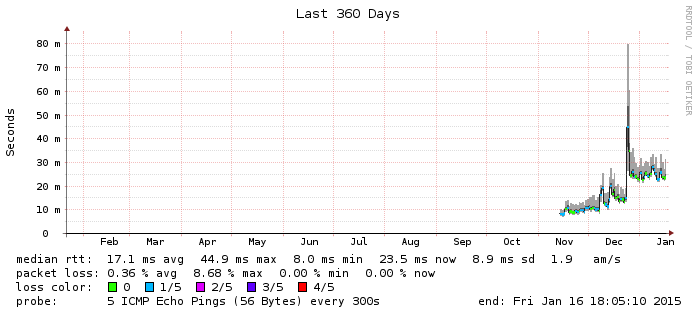 Last 360 Days
RRDTOOL / TOBI OETIKER
Seconds
80 m
70 m
60 m
50 m
40 m
30 m
20 m
10 m
0
Feb Mar Apr May Jun Jul Aug Sep Oct Nov Dec Jan
median rtt: 17.1 ms avg 44.9 ms max 8.0 ms min 23.5 ms now 8.9 ms sd 1.9 am/s
packet loss: 0.36 % avg 8.68 % max 0.00 % min 0.00 % now
loss color: 0 1/5 2/5 3/5 4/5
probe: 5 ICMP Echo Pings (56 Bytes) every 300s end: Fri Jan 16 18:05:10 2015